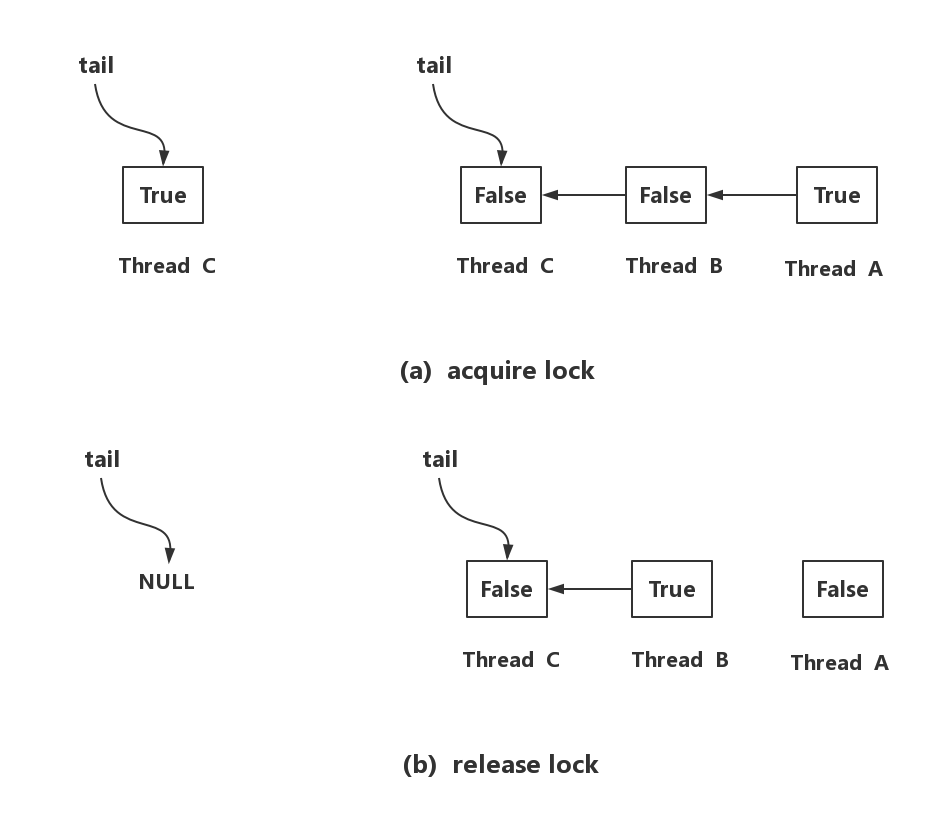 tail
tail
True
False
False
True
Thread C
Thread C
Thread B
Thread A
(a) acquire lock
tail
tail
NULL
False
True
False
Thread C
Thread B
Thread A
(b) release lock